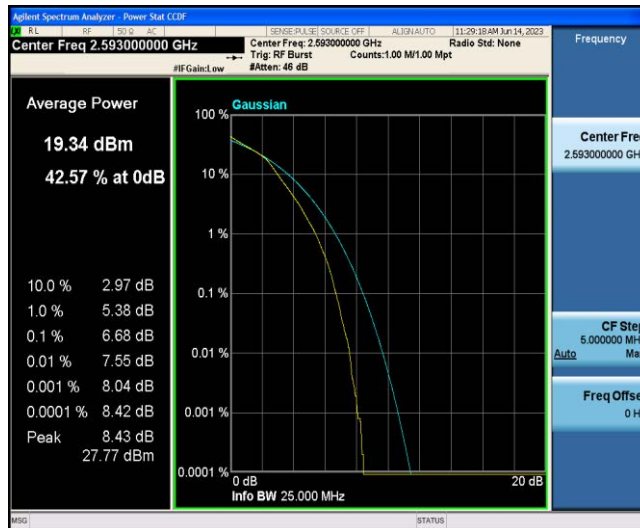 Agilent Spectrum Analyzer - Power Stat CCDF
RL RF 50 Ω AC SENSE:PULSE SOURCE OFF ALIGN AUTO 11:29:18 AM Jun 14, 2023
Center Freq 2.593000000 GHz
Center Freq: 2.593000000 GHz Radio Std: None
Trig: RF Burst Counts:1.00 M/1.00 Mpt
#IFGain:Low #Atten: 46 dB
Frequency
Average Power
19.34 dBm
42.57 % at 0dB
10.0 % 2.97 dB
1.0 % 5.38 dB
0.1 % 6.68 dB
0.01 % 7.55 dB
0.001 % 8.04 dB
0.0001 % 8.42 dB
Peak 8.43 dB
27.77 dBm
Gaussian
100 %
10 %
1 %
0.1 %
0.01 %
0.001 %
0.0001 %
0 dB 20 dB
Info BW 25.000 MHz
Center Fre
2.593000000 GH
CF Step
5.000000 MH
Auto Ma
Freq Offse
0 H
MSG STATUS